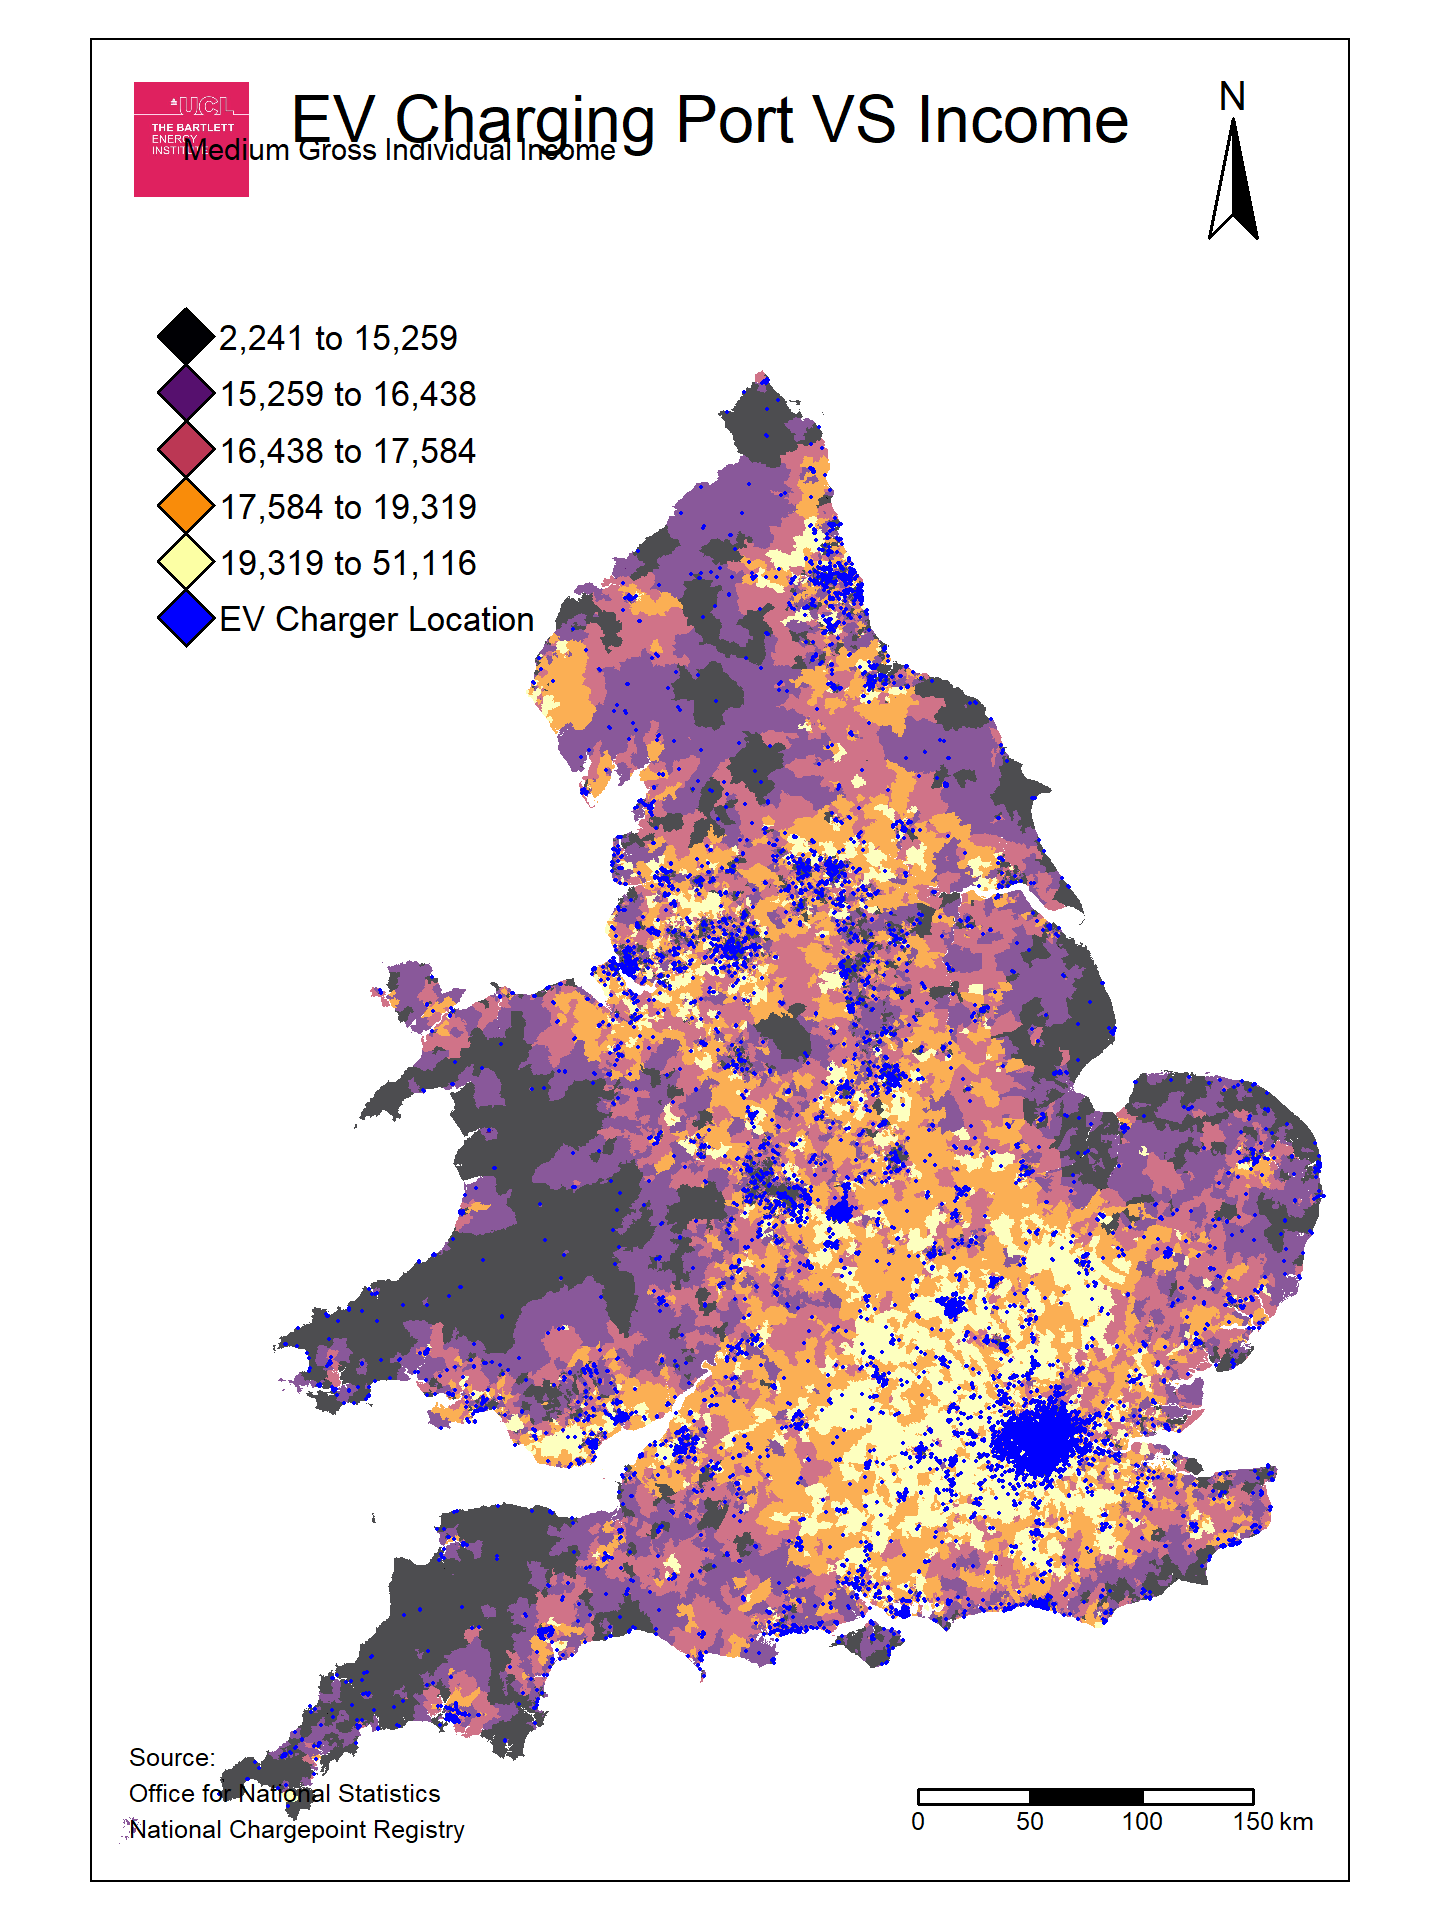 UCL
THE BARTLETT
ENERGY
INSTITUTE
EV Charging Port VS Income
Medium Gross Individual Income
N
2,241 to 15,259
15,259 to 16,438
16,438 to 17,584
17,584 to 19,319
19,319 to 51,116
EV Charger Location
Source:
Office for National Statistics
National Chargepoint Registry
0 50 100 150 km